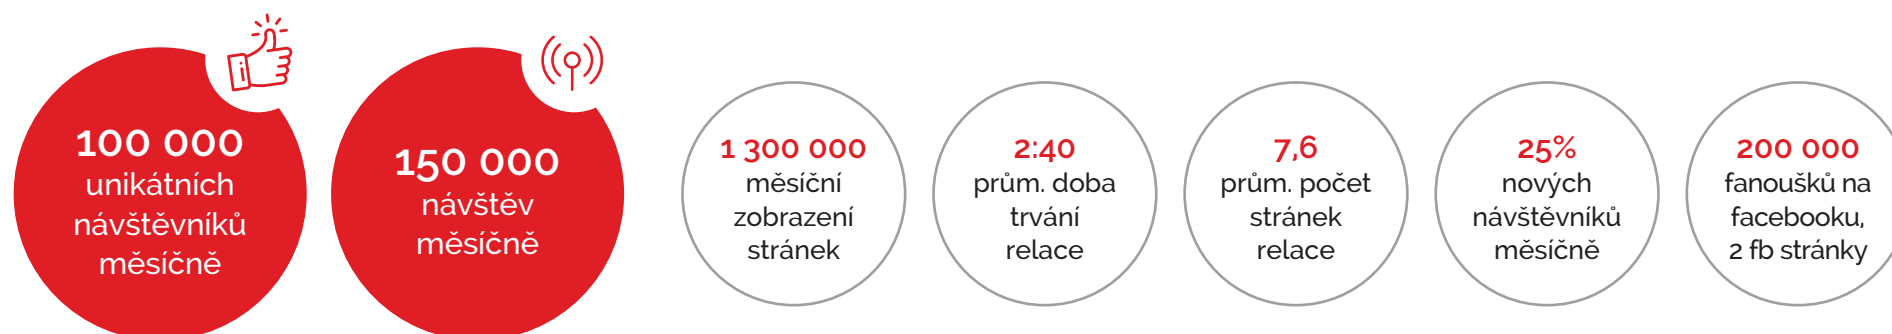 100 000
unikátních
návštěvníků
měsíčně
150 000
návštěv
měsíčně
1 300 000
měsíční
zobrazení
stránek
2:40
prům. doba
trvání
relace
7,6
prům. počet
stránek
relace
25%
nových
návštěvníků
měsíčně
200 000
fanoušků na
facebooku,
2 fb stránky